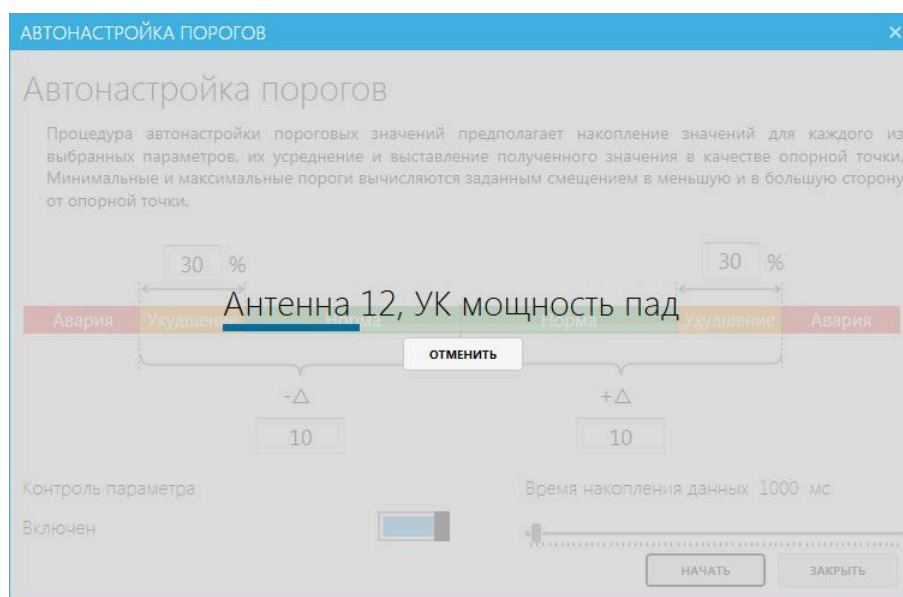 АВТОНАСТРОЙКА ПОРОГОВ
Автонастройка порогов
Процедура автонастройки пороговых значений предполагает накопление значений для каждого из
выбранных параметров, их усреднение и выставление полученного значения в качестве опорной точки.
Минимальные и максимальные пороги вычисляются заданным смещением в меньшую и в большую сторону
от опорной точки.
30 % 30 %
Антенна 12, УК мощность пад
Авария Ухудшение Норма Норма Ухудшение Авария
ОТМЕНИТЬ
-△ +△
10 10
Контроль параметра Время накопления данных 1000 мс
Включен
НАЧАТЬ ЗАКРЫТЬ